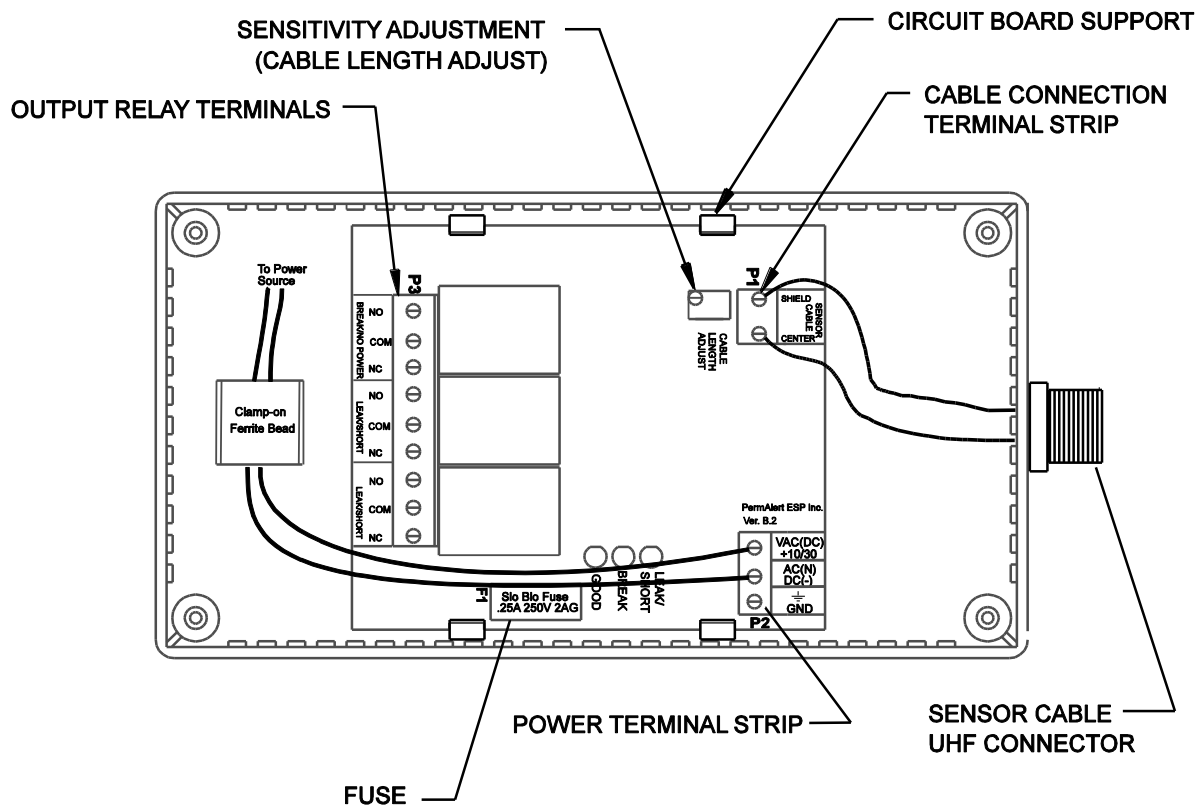 SENSITIVITY ADJUSTMENT
(CABLE LENGTH ADJUST)
CIRCUIT BOARD SUPPORT
OUTPUT RELAY TERMINALS
CABLE CONNECTION
TERMINAL STRIP
To Power
Source
Clamp-on
Ferrite Bead
P3
BREAK/NO POWER
NO
COM
NC
LEAK/SHORT
NO
COM
NC
LEAK/SHORT
NO
COM
NC
CABLE
LENGTH
ADJUST
P1
SHIELD
SENSOR
CABLE
CENTER
PermAlert ESP Inc.
Ver. B.2
VAC(DC)
+10/30
AC(N)
DC(-)
GND
P2
GOOD
BREAK
LEAK/
SHORT
F1
Slo Blo Fuse
.25A 250V 2AG
POWER TERMINAL STRIP
SENSOR CABLE
UHF CONNECTOR
FUSE